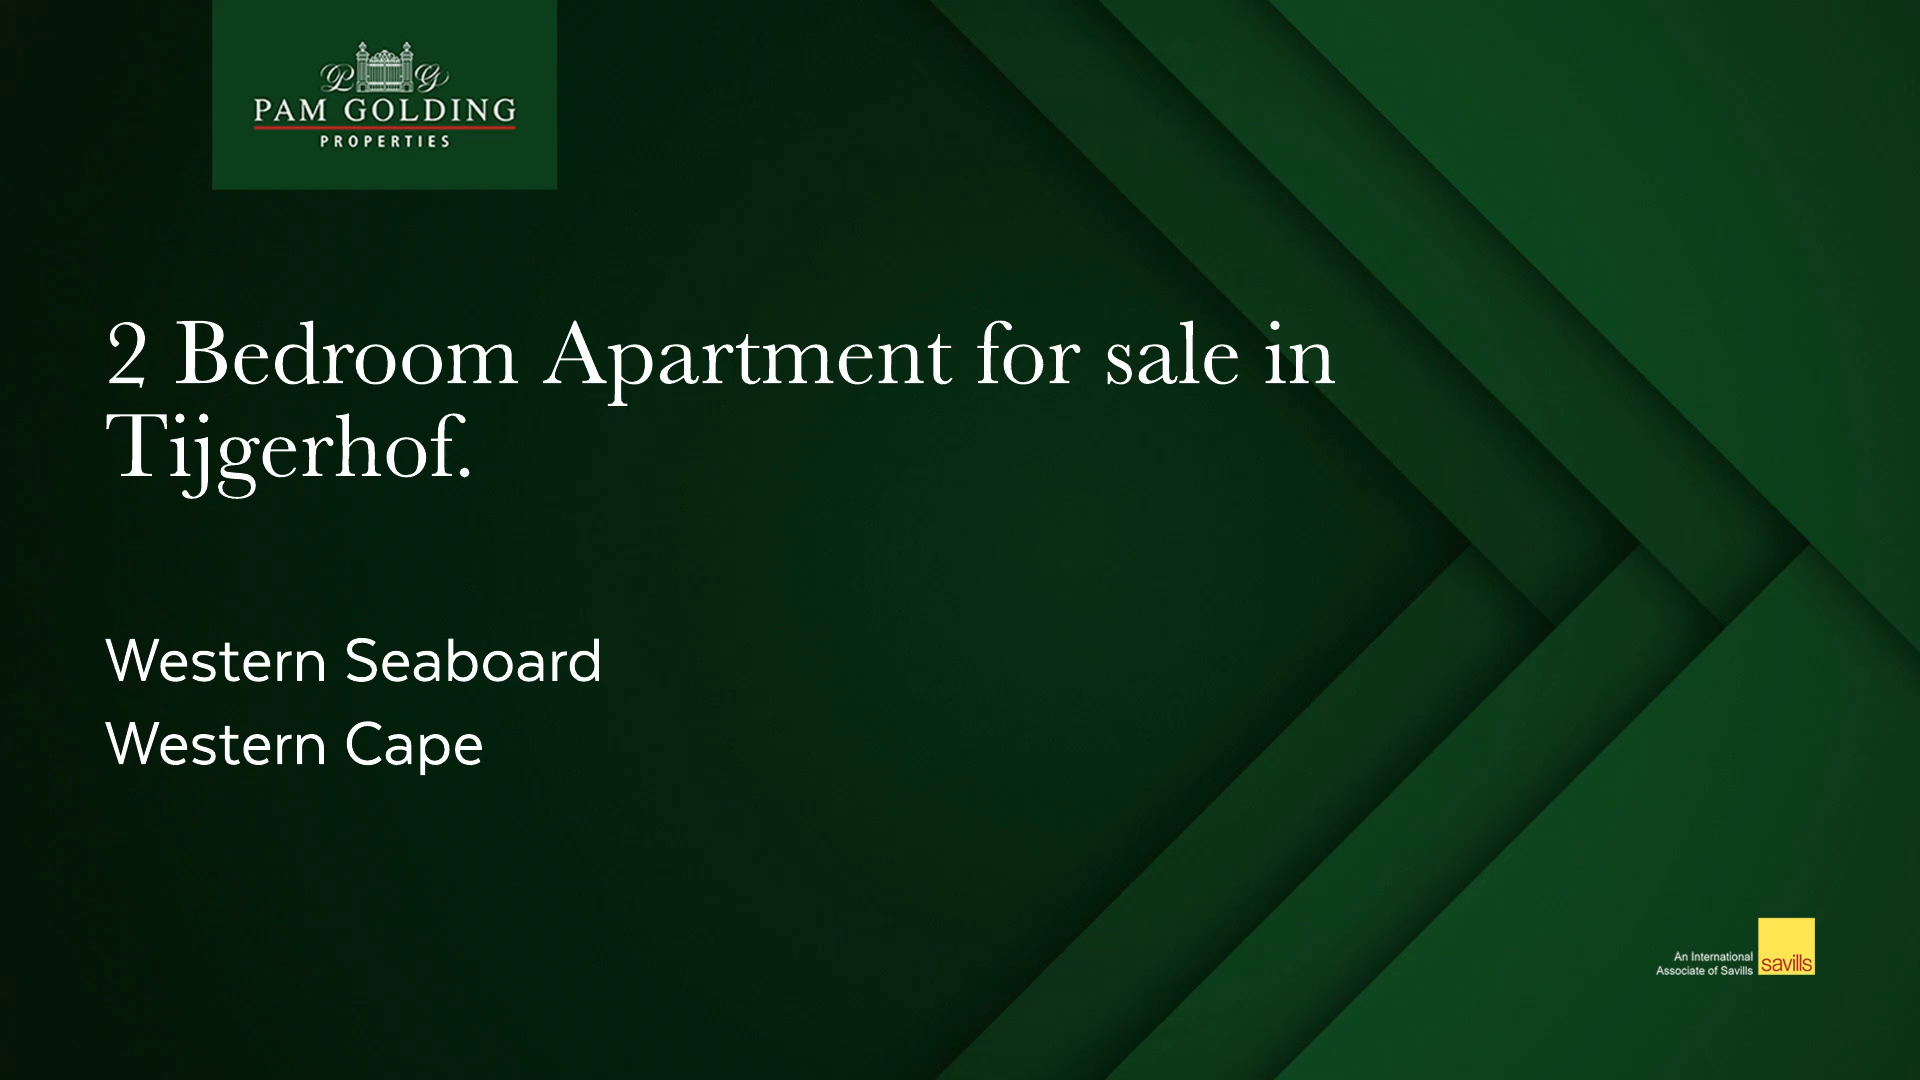 P G
PAM GOLDING
PROPERTIES
2 Bedroom Apartment for sale in
Tijgerhof.
Western Seaboard
Western Cape
An International
Associate of Savills
savills